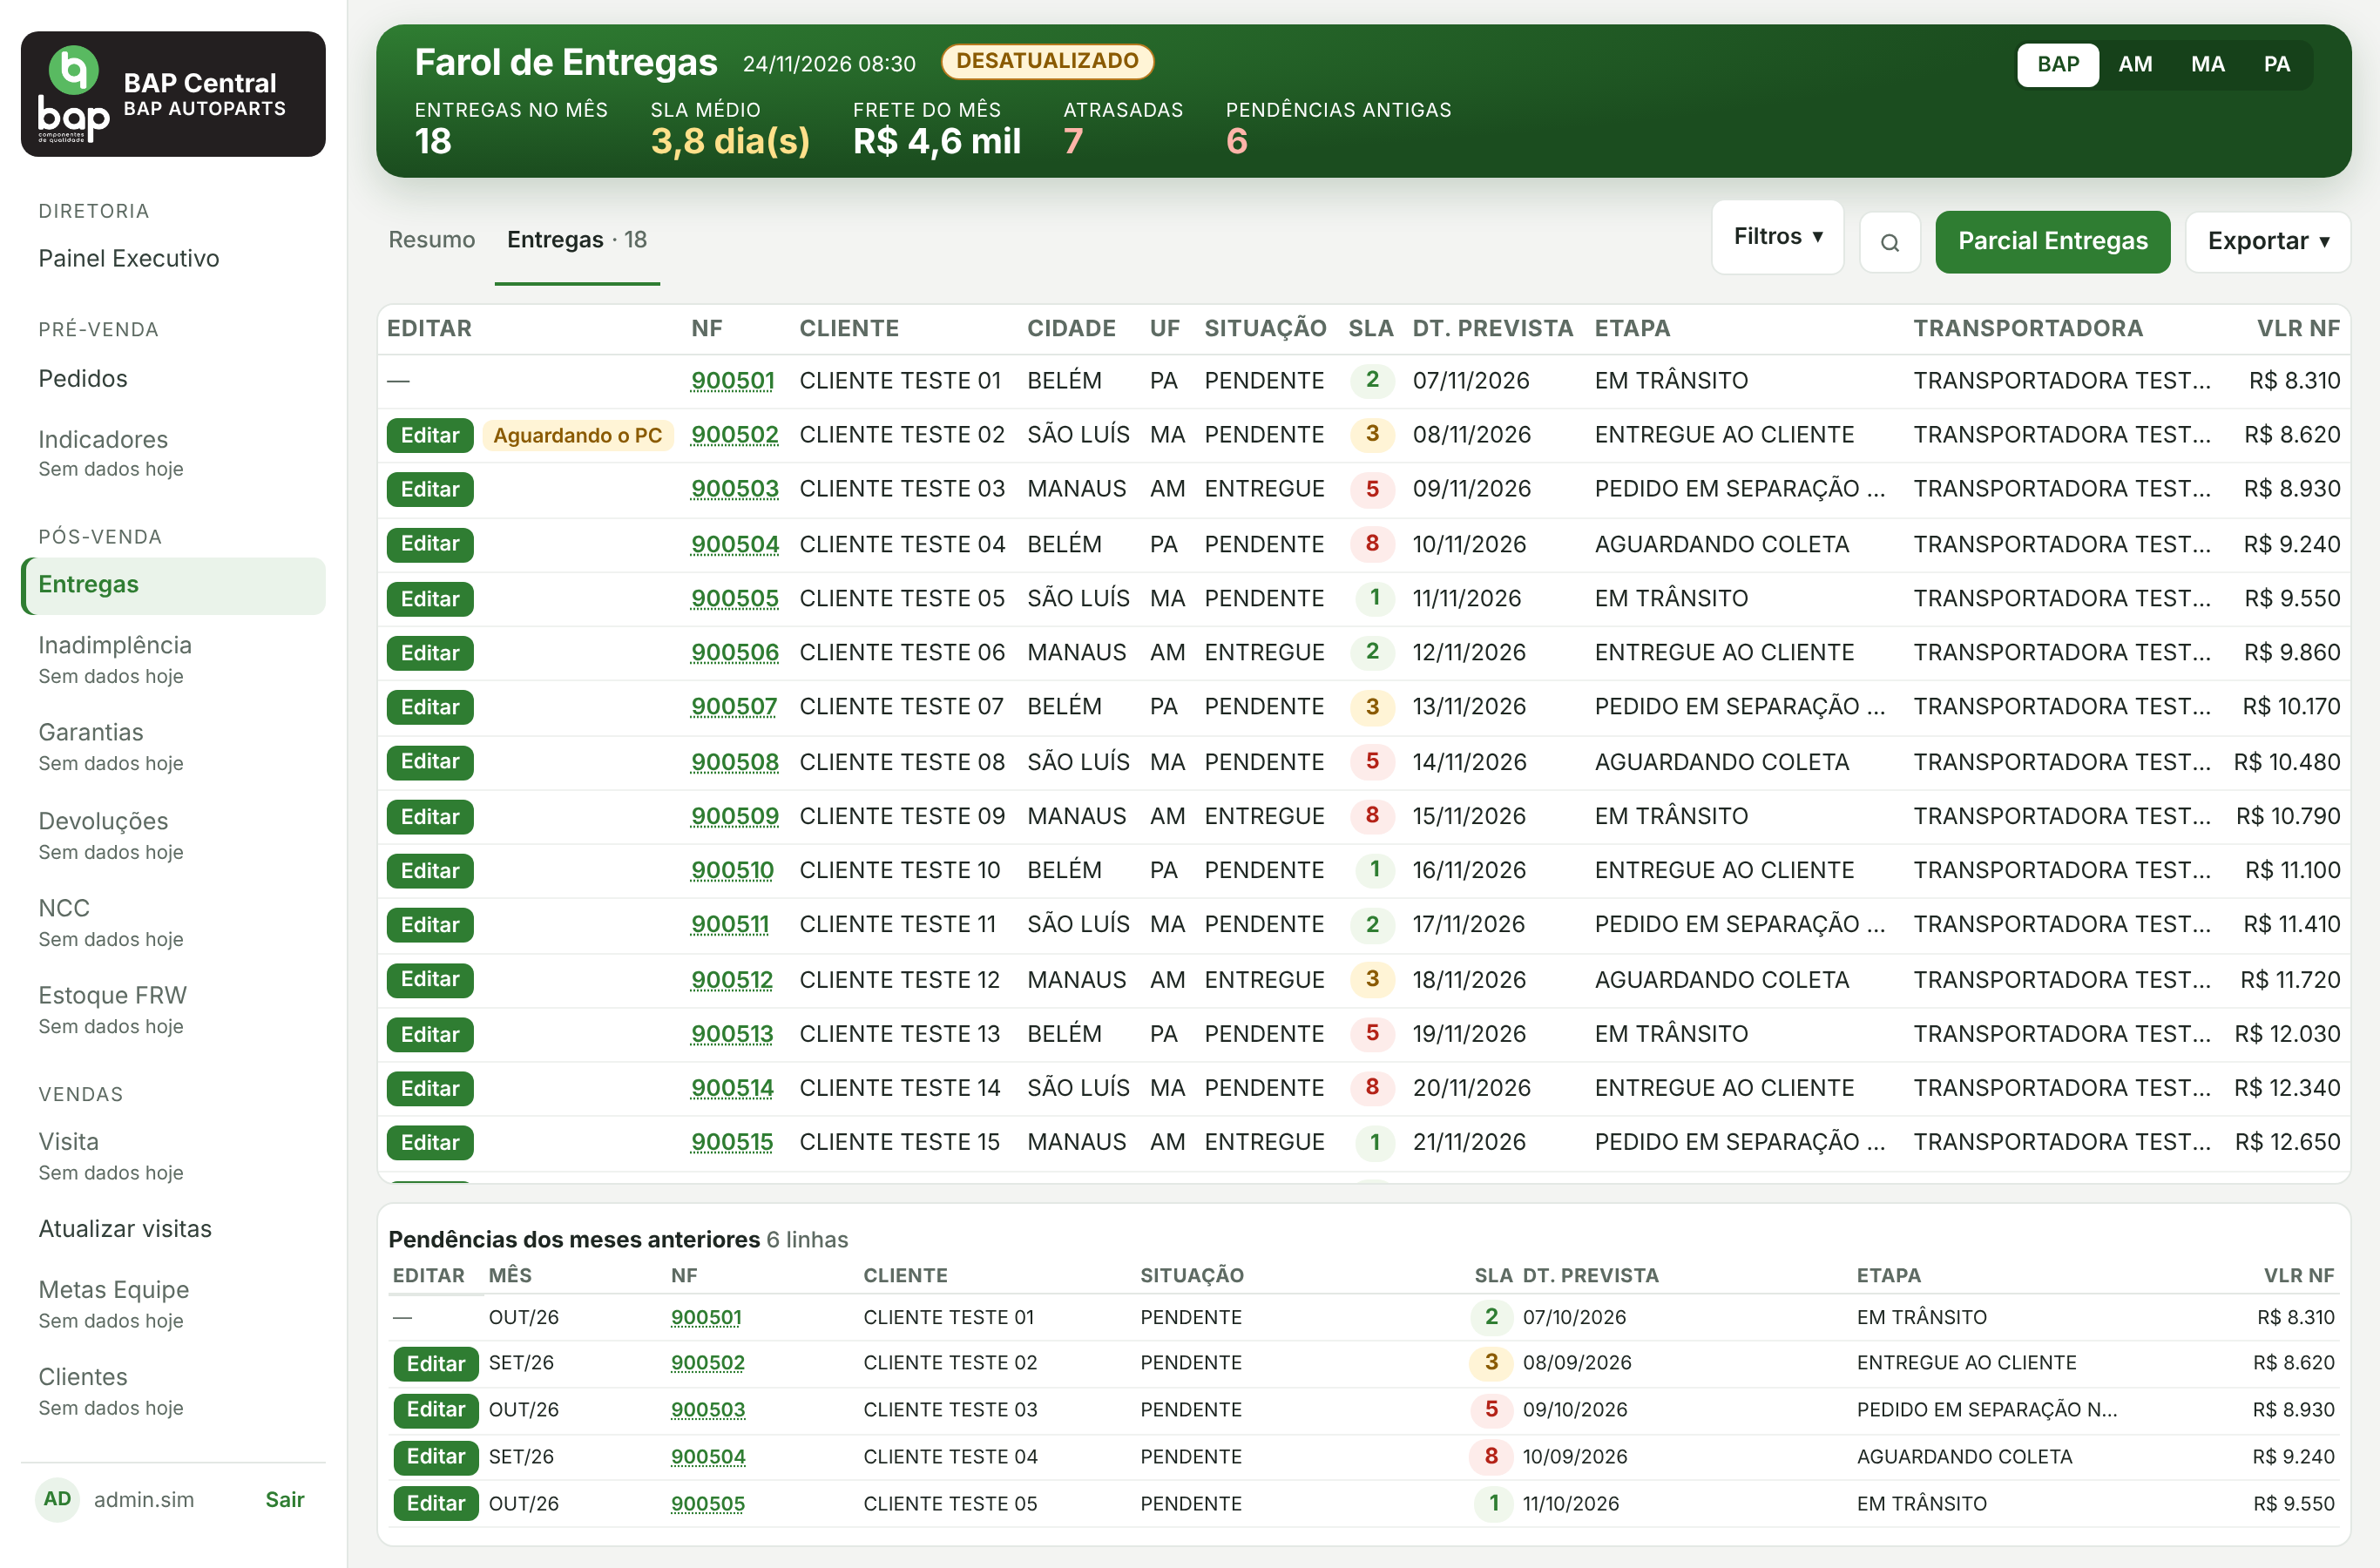 bap
componentes
de qualidade
BAP Central
BAP AUTOPARTS
DIRETORIA
Painel Executivo
PRÉ-VENDA
Pedidos
Indicadores
Sem dados hoje
PÓS-VENDA
Entregas
Inadimplência
Sem dados hoje
Garantias
Sem dados hoje
Devoluções
Sem dados hoje
NCC
Sem dados hoje
Estoque FRW
Sem dados hoje
VENDAS
Visita
Sem dados hoje
Atualizar visitas
Metas Equipe
Sem dados hoje
Clientes
Sem dados hoje
AD admin.sim Sair
Farol de Entregas 24/11/2026 08:30 DESATUALIZADO BAP AM MA PA
ENTREGAS NO MÊS SLA MÉDIO FRETE DO MÊS ATRASADAS PENDÊNCIAS ANTIGAS
18 3,8 dia(s) R$ 4,6 mil 7 6
Resumo Entregas · 18 Filtros ▾ Parcial Entregas Exportar ▾
EDITAR NF CLIENTE CIDADE UF SITUAÇÃO SLA DT. PREVISTA ETAPA TRANSPORTADORA VLR NF
— 900501 CLIENTE TESTE 01 BELÉM PA PENDENTE 2 07/11/2026 EM TRÂNSITO TRANSPORTADORA TEST... R$ 8.310
Editar Aguardando o PC 900502 CLIENTE TESTE 02 SÃO LUÍS MA PENDENTE 3 08/11/2026 ENTREGUE AO CLIENTE TRANSPORTADORA TEST... R$ 8.620
Editar 900503 CLIENTE TESTE 03 MANAUS AM ENTREGUE 5 09/11/2026 PEDIDO EM SEPARAÇÃO ... TRANSPORTADORA TEST... R$ 8.930
Editar 900504 CLIENTE TESTE 04 BELÉM PA PENDENTE 8 10/11/2026 AGUARDANDO COLETA TRANSPORTADORA TEST... R$ 9.240
Editar 900505 CLIENTE TESTE 05 SÃO LUÍS MA PENDENTE 1 11/11/2026 EM TRÂNSITO TRANSPORTADORA TEST... R$ 9.550
Editar 900506 CLIENTE TESTE 06 MANAUS AM ENTREGUE 2 12/11/2026 ENTREGUE AO CLIENTE TRANSPORTADORA TEST... R$ 9.860
Editar 900507 CLIENTE TESTE 07 BELÉM PA PENDENTE 3 13/11/2026 PEDIDO EM SEPARAÇÃO ... TRANSPORTADORA TEST... R$ 10.170
Editar 900508 CLIENTE TESTE 08 SÃO LUÍS MA PENDENTE 5 14/11/2026 AGUARDANDO COLETA TRANSPORTADORA TEST... R$ 10.480
Editar 900509 CLIENTE TESTE 09 MANAUS AM ENTREGUE 8 15/11/2026 EM TRÂNSITO TRANSPORTADORA TEST... R$ 10.790
Editar 900510 CLIENTE TESTE 10 BELÉM PA PENDENTE 1 16/11/2026 ENTREGUE AO CLIENTE TRANSPORTADORA TEST... R$ 11.100
Editar 900511 CLIENTE TESTE 11 SÃO LUÍS MA PENDENTE 2 17/11/2026 PEDIDO EM SEPARAÇÃO ... TRANSPORTADORA TEST... R$ 11.410
Editar 900512 CLIENTE TESTE 12 MANAUS AM ENTREGUE 3 18/11/2026 AGUARDANDO COLETA TRANSPORTADORA TEST... R$ 11.720
Editar 900513 CLIENTE TESTE 13 BELÉM PA PENDENTE 5 19/11/2026 EM TRÂNSITO TRANSPORTADORA TEST... R$ 12.030
Editar 900514 CLIENTE TESTE 14 SÃO LUÍS MA PENDENTE 8 20/11/2026 ENTREGUE AO CLIENTE TRANSPORTADORA TEST... R$ 12.340
Editar 900515 CLIENTE TESTE 15 MANAUS AM ENTREGUE 1 21/11/2026 PEDIDO EM SEPARAÇÃO ... TRANSPORTADORA TEST... R$ 12.650
Pendências dos meses anteriores 6 linhas
EDITAR MÊS NF CLIENTE SITUAÇÃO SLA DT. PREVISTA ETAPA VLR NF
— OUT/26 900501 CLIENTE TESTE 01 PENDENTE 2 07/10/2026 EM TRÂNSITO R$ 8.310
Editar SET/26 900502 CLIENTE TESTE 02 PENDENTE 3 08/09/2026 ENTREGUE AO CLIENTE R$ 8.620
Editar OUT/26 900503 CLIENTE TESTE 03 PENDENTE 5 09/10/2026 PEDIDO EM SEPARAÇÃO N... R$ 8.930
Editar SET/26 900504 CLIENTE TESTE 04 PENDENTE 8 10/09/2026 AGUARDANDO COLETA R$ 9.240
Editar OUT/26 900505 CLIENTE TESTE 05 PENDENTE 1 11/10/2026 EM TRÂNSITO R$ 9.550